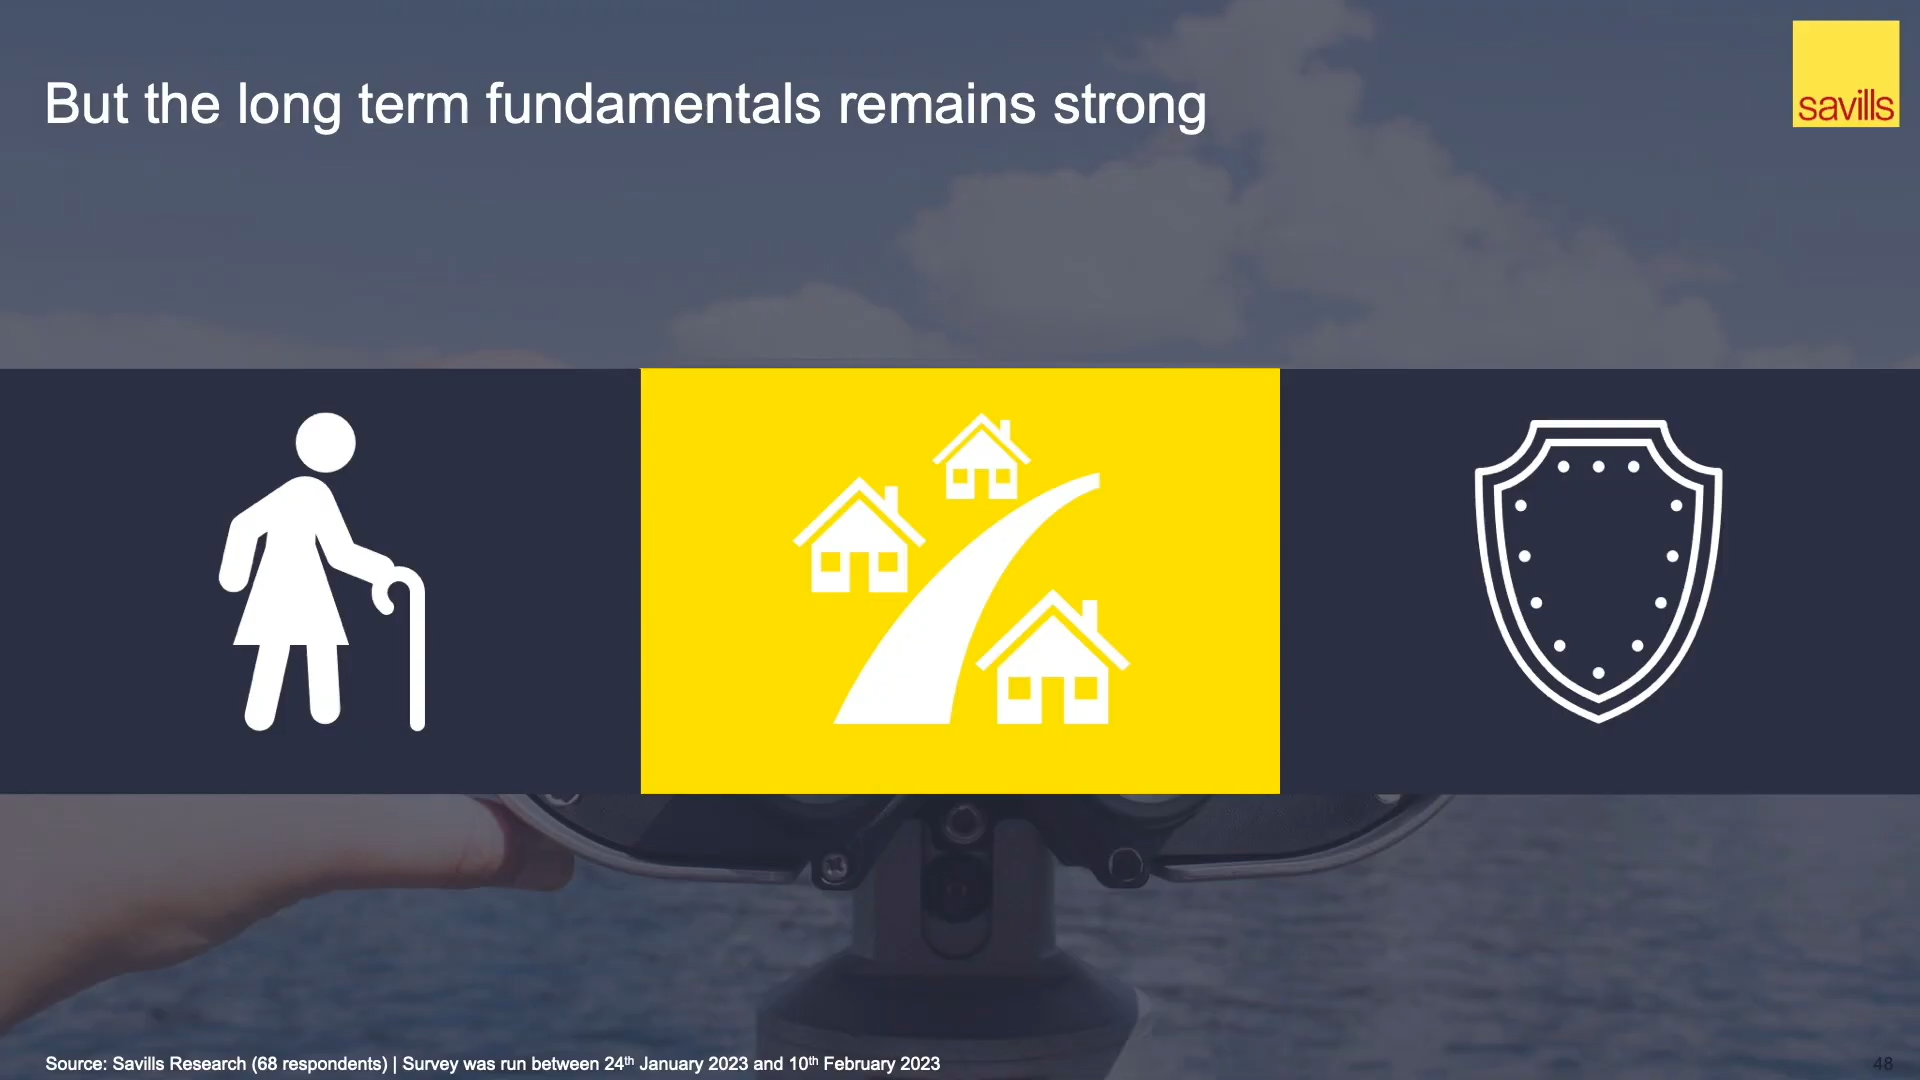 savills
But the long term fundamentals remains strong
Source: Savills Research (68 respondents) | Survey was run between 24th January 2023 and 10th February 2023
48